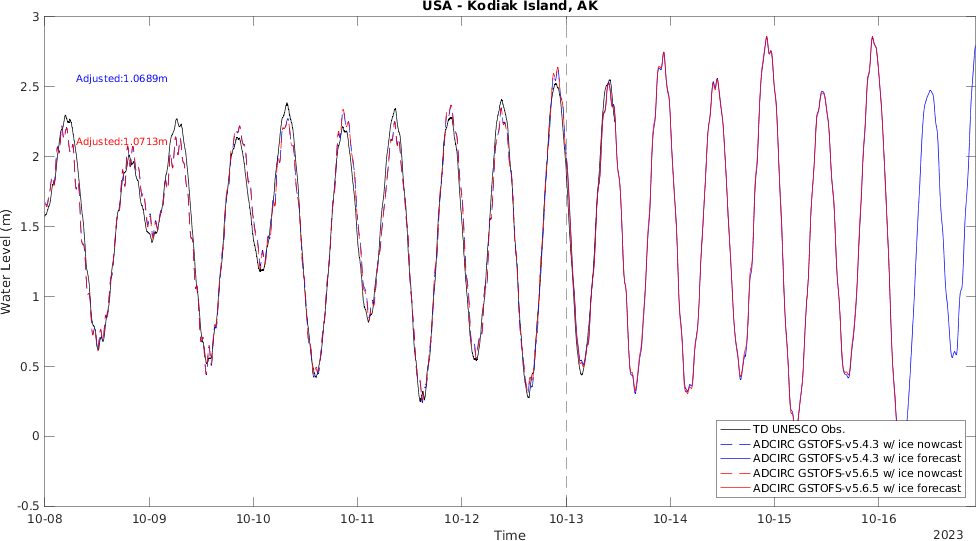 USA - Kodiak Island, AK
3
2.5
2
1.5
1
0.5
0
-0.5
Water Level (m)
Adjusted:1.0689m
Adjusted:1.0713m
TD UNESCO Obs.
ADCIRC GSTOFS-v5.4.3 w/ ice nowcast
ADCIRC GSTOFS-v5.4.3 w/ ice forecast
ADCIRC GSTOFS-v5.6.5 w/ ice nowcast
ADCIRC GSTOFS-v5.6.5 w/ ice forecast
10-08 10-09 10-10 10-11 10-12 10-13 10-14 10-15 10-16
Time
2023